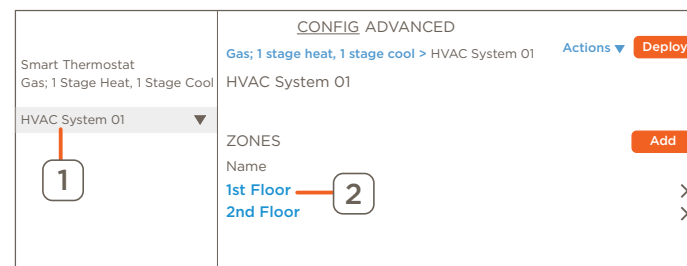 Smart Thermostat
Gas; 1 Stage Heat, 1 Stage Cool
HVAC System 01 ▼
1
CONFIG ADVANCED
Gas; 1 stage heat, 1 stage cool > HVAC System 01
Actions ▼ Deploy
HVAC System 01
ZONES
Add
Name
1st Floor
2
2nd Floor